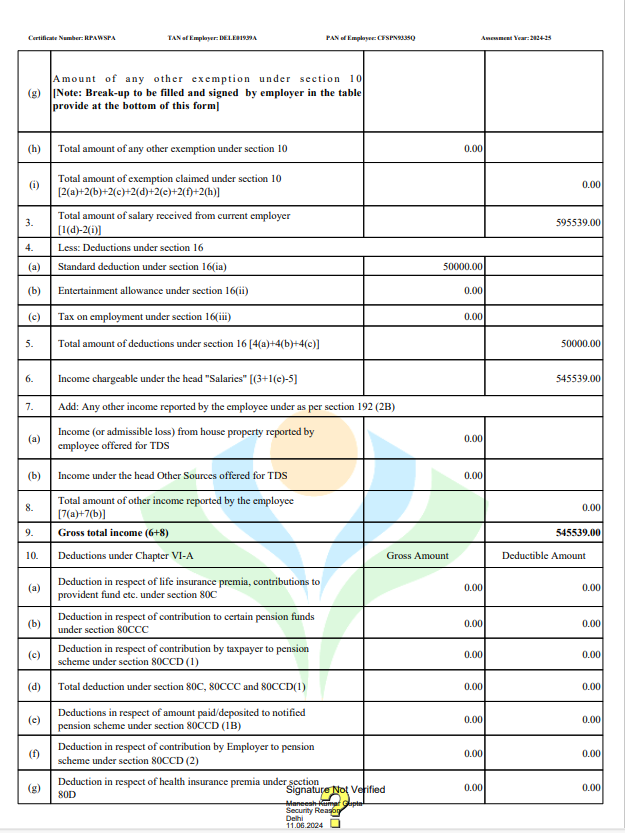 Certificate Number: RPAWSPA TAN of Employer: DELE01939A PAN of Employee: CFSPN9335Q Assessment Year: 2024-25
(g) Amount of any other exemption under section 10
[Note: Break-up to be filled and signed by employer in the table
provide at the bottom of this form]
(h) Total amount of any other exemption under section 10 0.00
(i) Total amount of exemption claimed under section 10
[2(a)+2(b)+2(c)+2(d)+2(e)+2(f)+2(h)] 0.00
3. Total amount of salary received from current employer
[1(d)-2(i)] 595539.00
4. Less: Deductions under section 16
(a) Standard deduction under section 16(ia) 50000.00
(b) Entertainment allowance under section 16(ii) 0.00
(c) Tax on employment under section 16(iii) 0.00
5. Total amount of deductions under section 16 [4(a)+4(b)+4(c)] 50000.00
6. Income chargeable under the head "Salaries" [(3+1(e)-5] 545539.00
7. Add: Any other income reported by the employee under as per section 192 (2B)
(a) Income (or admissible loss) from house property reported by
employee offered for TDS 0.00
(b) Income under the head Other Sources offered for TDS 0.00
8. Total amount of other income reported by the employee
[7(a)+7(b)] 0.00
9. Gross total income (6+8) 545539.00
10. Deductions under Chapter VI-A Gross Amount Deductible Amount
(a) Deduction in respect of life insurance premia, contributions to
provident fund etc. under section 80C 0.00 0.00
(b) Deduction in respect of contribution to certain pension funds
under section 80CCC 0.00 0.00
(c) Deduction in respect of contribution by taxpayer to pension
scheme under section 80CCD (1) 0.00 0.00
(d) Total deduction under section 80C, 80CCC and 80CCD(1) 0.00 0.00
(e) Deductions in respect of amount paid/deposited to notified
pension scheme under section 80CCD (1B) 0.00 0.00
(f) Deduction in respect of contribution by Employer to pension
scheme under section 80CCD (2) 0.00 0.00
(g) Deduction in respect of health insurance premia under section
80D 0.00 0.00
Signature Not Verified
Maneesh Kumar Gupta
Security Reason
Delhi
11.06.2024